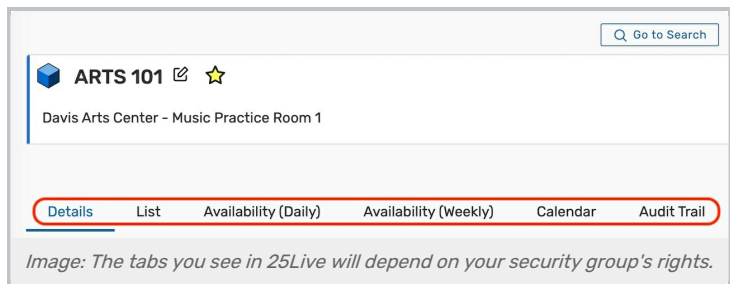 Go to Search
ARTS 101
Davis Arts Center - Music Practice Room 1
Details List Availability (Daily) Availability (Weekly) Calendar Audit Trail
Image: The tabs you see in 25Live will depend on your security group's rights.